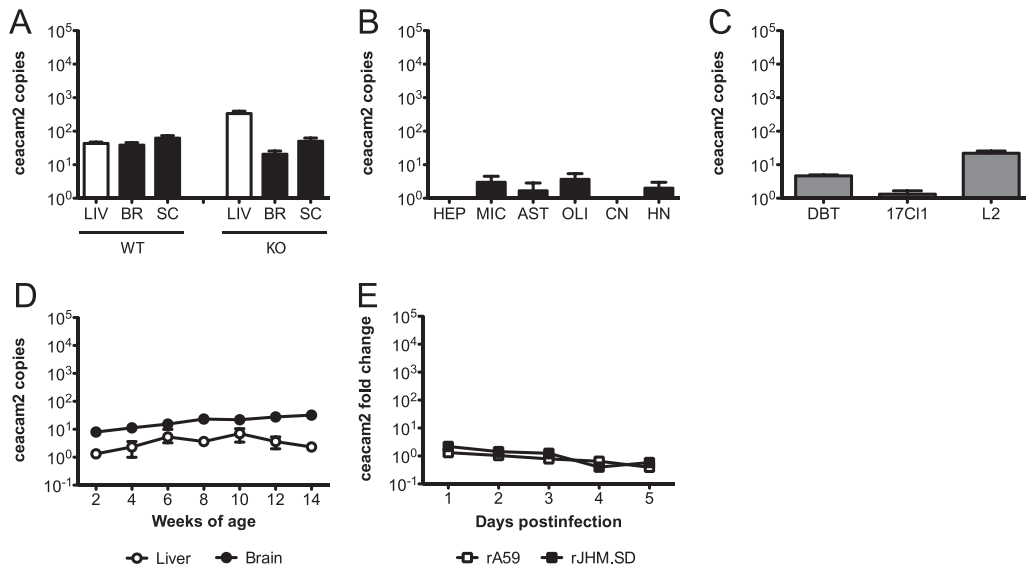 A
ceacam2 copies
10^5
10^4
10^3
10^2
10^1
10^0
LIV BR SC LIV BR SC
WT KO
B
ceacam2 copies
10^5
10^4
10^3
10^2
10^1
10^0
HEP MIC AST OLI CN HN
C
ceacam2 copies
10^5
10^4
10^3
10^2
10^1
10^0
DBT 17Cl1 L2
D
ceacam2 copies
10^5
10^4
10^3
10^2
10^1
10^0
10^-1
2 4 6 8 10 12 14
Weeks of age
Liver Brain
E
ceacam2 fold change
10^5
10^4
10^3
10^2
10^1
10^0
10^-1
1 2 3 4 5
Days postinfection
rA59 rJHM.SD